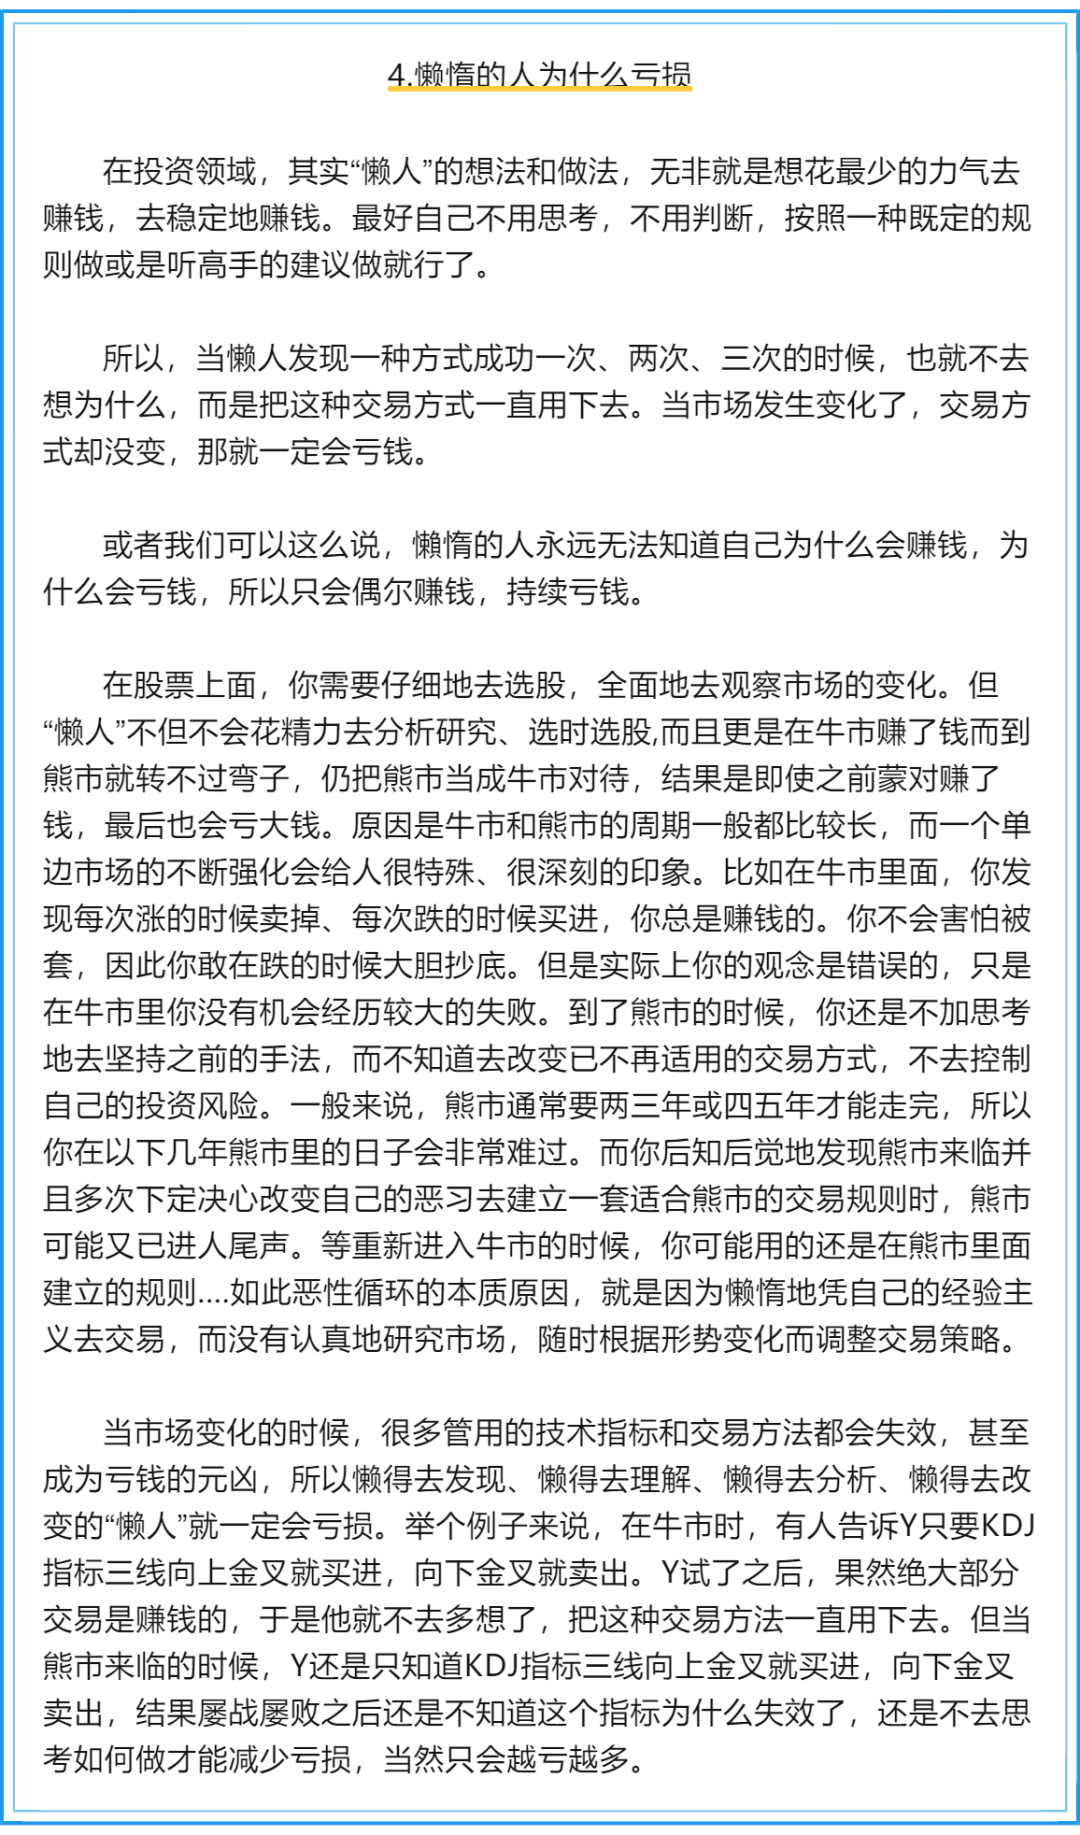 4.懒惰的人为什么亏损
在投资领域，其实“懒人”的想法和做法，无非就是想花最少的力气去
赚钱，去稳定地赚钱。最好自己不用思考，不用判断，按照一种既定的规
则做或是听高手的建议做就行了。
所以，当懒人发现一种方式成功一次、两次、三次的时候，也就不去
想为什么，而是把这种交易方式一直用下去。当市场发生变化了，交易方
式却没变，那就一定会亏钱。
或者我们可以这么说，懶惰的人永远无法知道自己为什么会赚钱，为
什么会亏钱，所以只会偶尔赚钱，持续亏钱。
在股票上面，你需要仔细地去选股，全面地去观察市场的变化。但
“懒人”不但不会花精力去分析研究、选时选股,而且更是在牛市赚了钱而到
熊市就转不过弯子，仍把熊市当成牛市对待，结果是即使之前蒙对赚了
钱，最后也会亏大钱。原因是牛市和熊市的周期一般都比较长，而一个单
边市场的不断强化会给人很特殊、很深刻的印象。比如在牛市里面，你发
现每次涨的时候卖掉、每次跌的时候买进，你总是赚钱的。你不会害怕被
套，因此你敢在跌的时候大胆抄底。但是实际上你的观念是错误的，只是
在牛市里你没有机会经历较大的失败。到了熊市的时候，你还是不加思考
地去坚持之前的手法，而不知道去改变已不再适用的交易方式，不去控制
自己的投资风险。一般来说，熊市通常要两三年或四五年才能走完，所以
你在以下几年熊市里的日子会非常难过。而你后知后觉地发现熊市来临并
且多次下定决心改变自己的恶习去建立一套适合熊市的交易规则时，熊市
可能又已进人尾声。等重新进入牛市的时候，你可能用的还是在熊市里面
建立的规则....如此恶性循环的本质原因，就是因为懒惰地凭自己的经验主
义去交易，而没有认真地研究市场，随时根据形势变化而调整交易策略。
当市场变化的时候，很多管用的技术指标和交易方法都会失效，甚至
成为亏钱的元凶，所以懒得去发现、懒得去理解、懒得去分析、懒得去改
变的“懒人”就一定会亏损。举个例子来说，在牛市时，有人告诉Y只要KDJ
指标三线向上金叉就买进，向下金叉就卖出。Y试了之后，果然绝大部分
交易是赚钱的，于是他就不去多想了，把这种交易方法一直用下去。但当
熊市来临的时候，Y还是只知道KDJ指标三线向上金叉就买进，向下金叉
卖出，结果屡战屡败之后还是不知道这个指标为什么失效了，还是不去思
考如何做才能减少亏损，当然只会越亏越多。